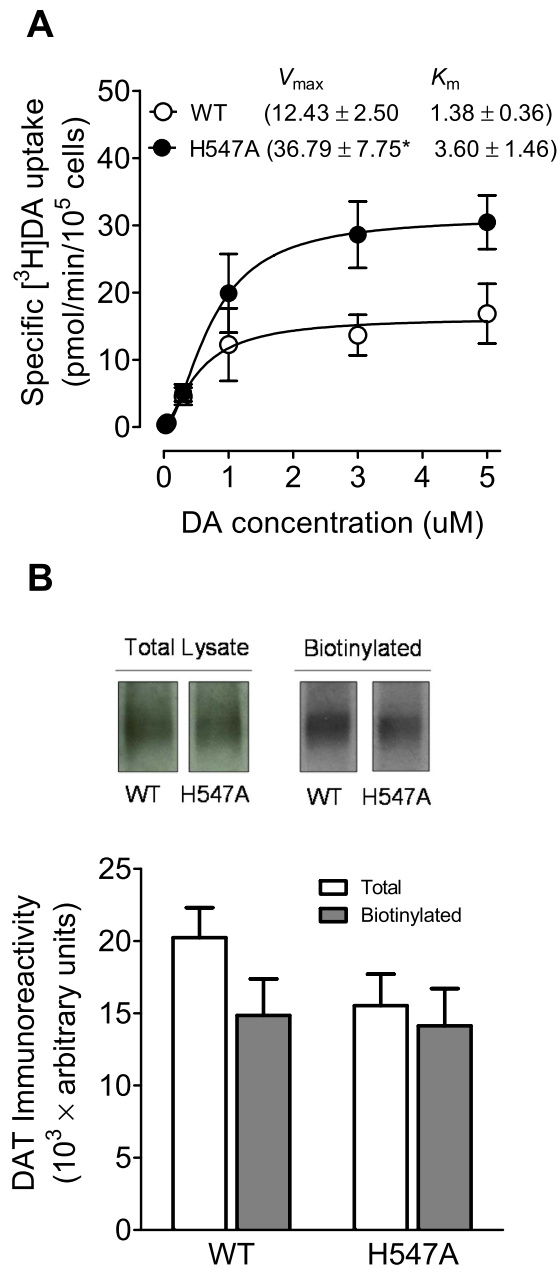 A
V max K m
WT (12.43 ± 2.50 1.38 ± 0.36)
H547A (36.79 ± 7.75* 3.60 ± 1.46)
Specific [³H]DA uptake
(pmol/min/10⁵ cells)
50
40
30
20
10
0
0 1 2 3 4 5
DA concentration (uM)
B
Total Lysate Biotinylated
WT H547A WT H547A
DAT Immunoreactivity
(10³ × arbitrary units)
25
20
15
10
5
0
Total
Biotinylated
WT H547A